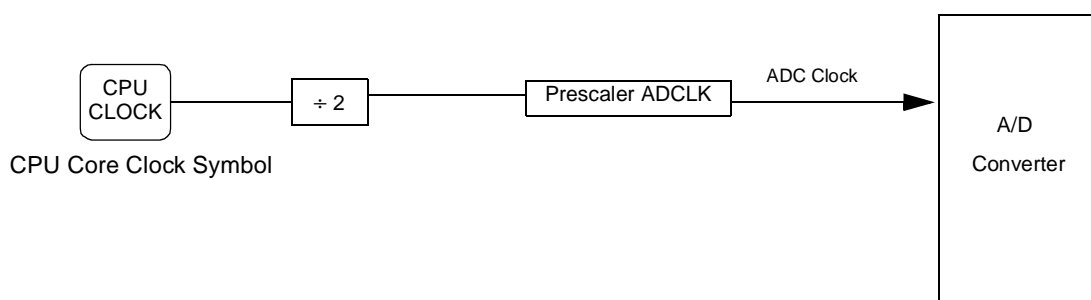 CPU
CLOCK
÷ 2
Prescaler ADCLK
ADC Clock
A/D
Converter
CPU Core Clock Symbol